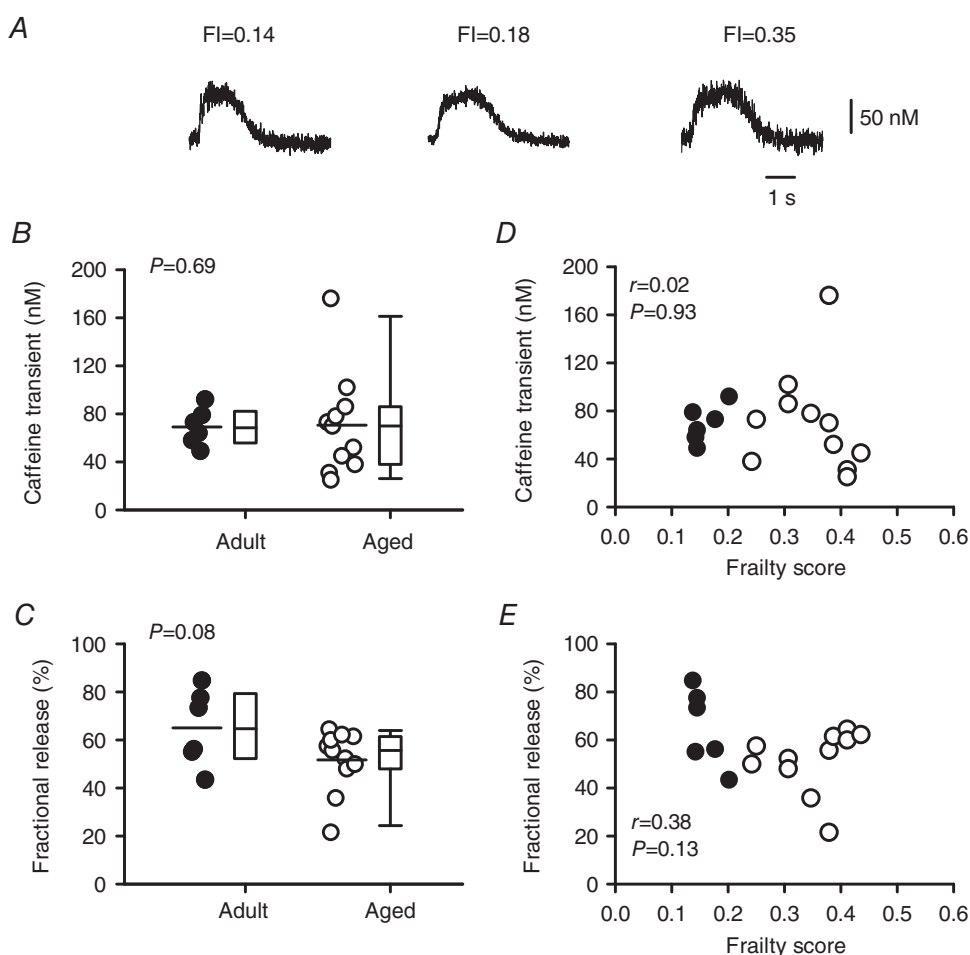 A
FI=0.14 FI=0.18 FI=0.35
50 nM
1 s
B
P=0.69
Caffeine transient (nM)
200
160
120
80
40
0
Adult Aged
D
r=0.02
P=0.93
Caffeine transient (nM)
200
160
120
80
40
0
0.0 0.1 0.2 0.3 0.4 0.5 0.6
Frailty score
C
P=0.08
Fractional release (%)
100
80
60
40
20
0
Adult Aged
E
r=0.38
P=0.13
Fractional release (%)
100
80
60
40
20
0
0.0 0.1 0.2 0.3 0.4 0.5 0.6
Frailty score